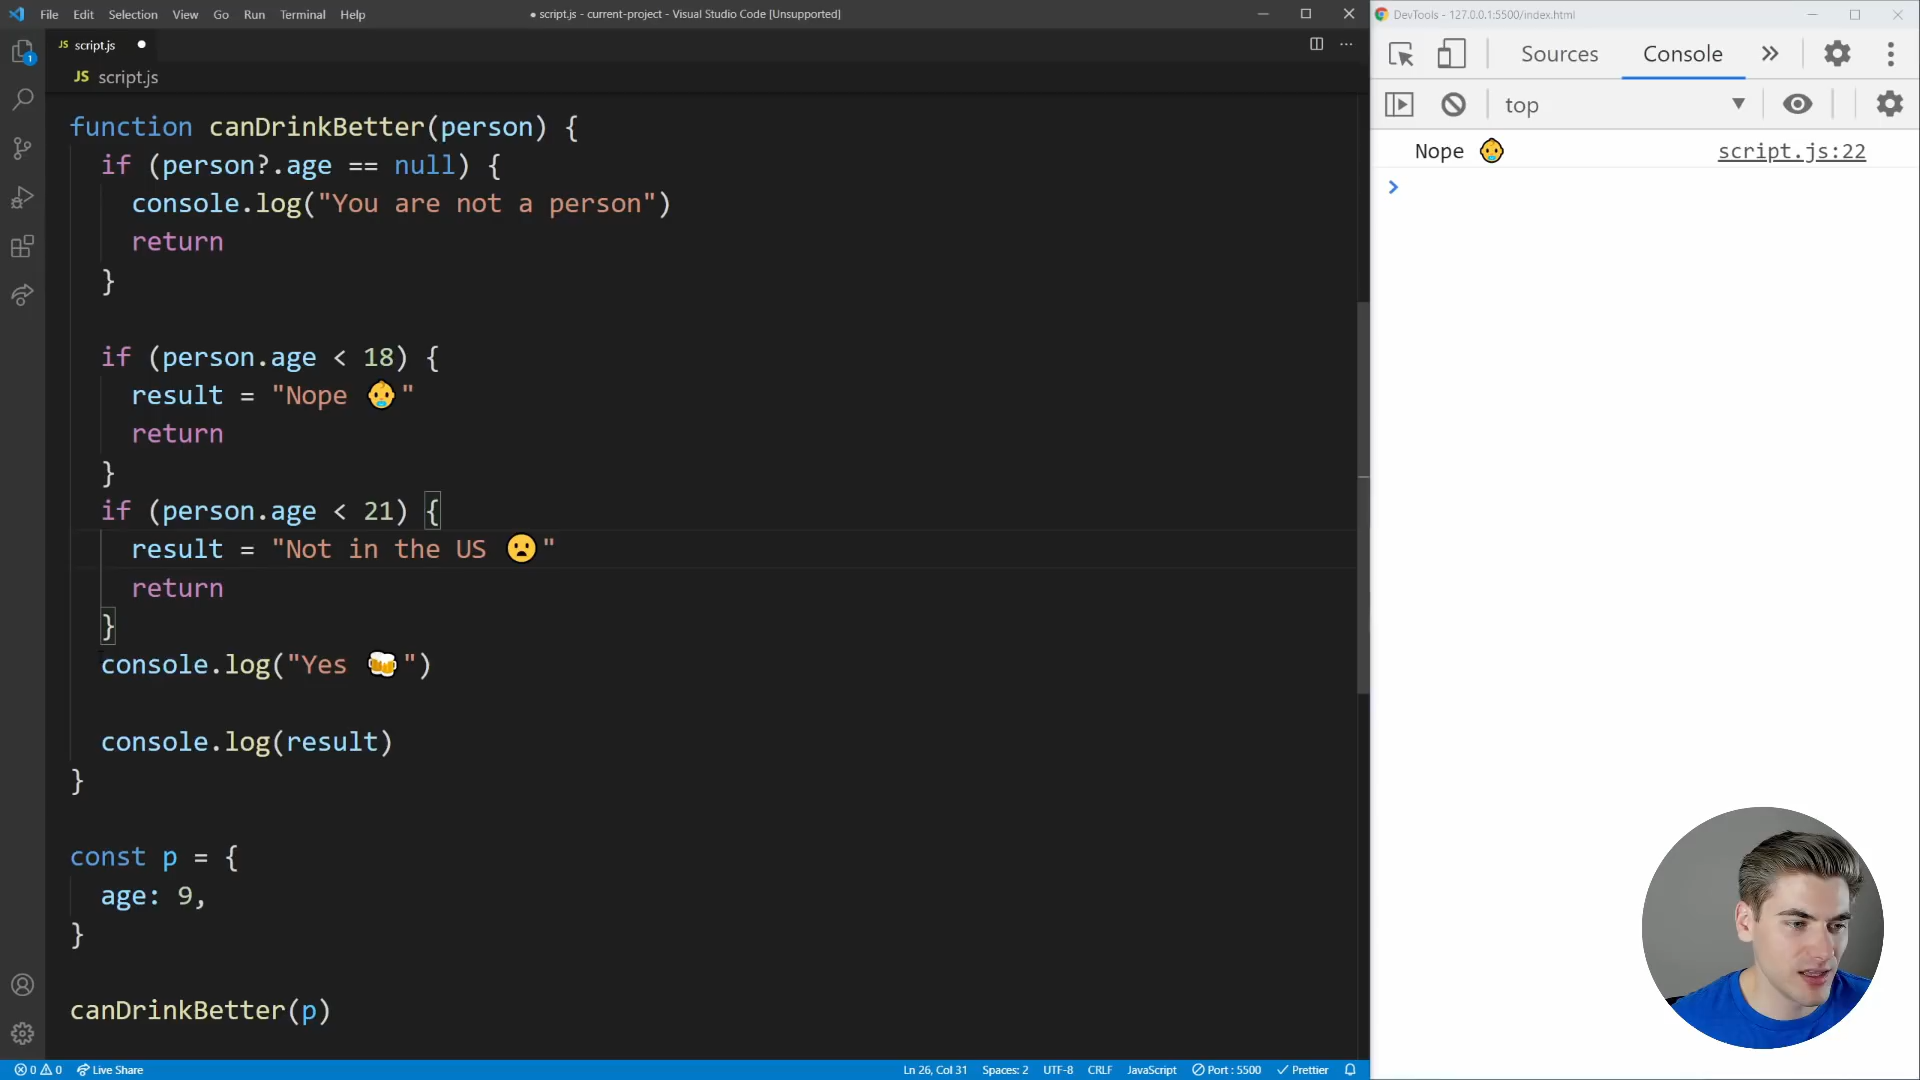 File Edit Selection View Go Run Terminal Help
● script.js - current-project - Visual Studio Code [Unsupported]
JS script.js
JS script.js
function canDrinkBetter(person) {
if (person?.age == null) {
console.log("You are not a person")
return
}
if (person.age < 18) {
result = "Nope 👶"
return
}
if (person.age < 21) {
result = "Not in the US 😦"
return
}
console.log("Yes 🍻")
console.log(result)
}
const p = {
age: 9,
}
canDrinkBetter(p)
1
0 0 Live Share
Ln 26, Col 31 Spaces: 2 UTF-8 CRLF JavaScript Port : 5500 Prettier
DevTools - 127.0.0.1:5500/index.html
Sources Console
top
Nope 👶 script.js:22